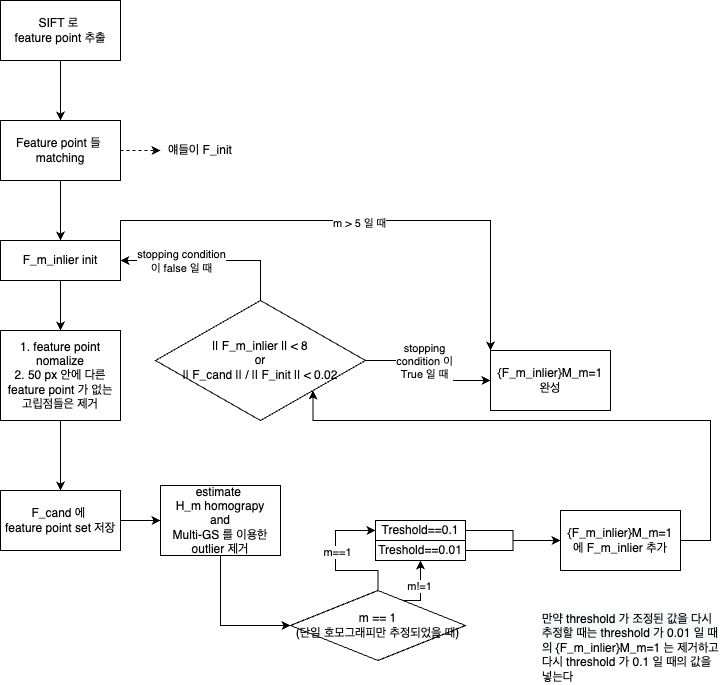 SIFT 로
feature point 추출
Feature point 들
matching
얘들이 F_init
m > 5 일 때
F_m_inlier init
stopping condition
이 false 일 때
1. feature point
nomalize
2. 50 px 안에 다른
feature point 가 없는
고립점들은 제거
|| F_m_inlier || < 8
or
|| F_cand || / || F_init || < 0.02
stopping
condition 이
True 일 때
{F_m_inlier}M_m=1
완성
F_cand 에
feature point set 저장
estimate
H_m homograpy
and
Multi-GS 를 이용한
outlier 제거
m==1
Treshold==0.1
Treshold==0.01
m!=1
{F_m_inlier}M_m=1
에 F_m_inlier 추가
m == 1
(단일 호모그래피만 추정되었을 때)
만약 threshold 가 조정된 값을 다시
추정할 때는 threshold 가 0.01 일 때
의 {F_m_inlier}M_m=1 는 제거하고
다시 threshold 가 0.1 일 때의 값을
넣는다